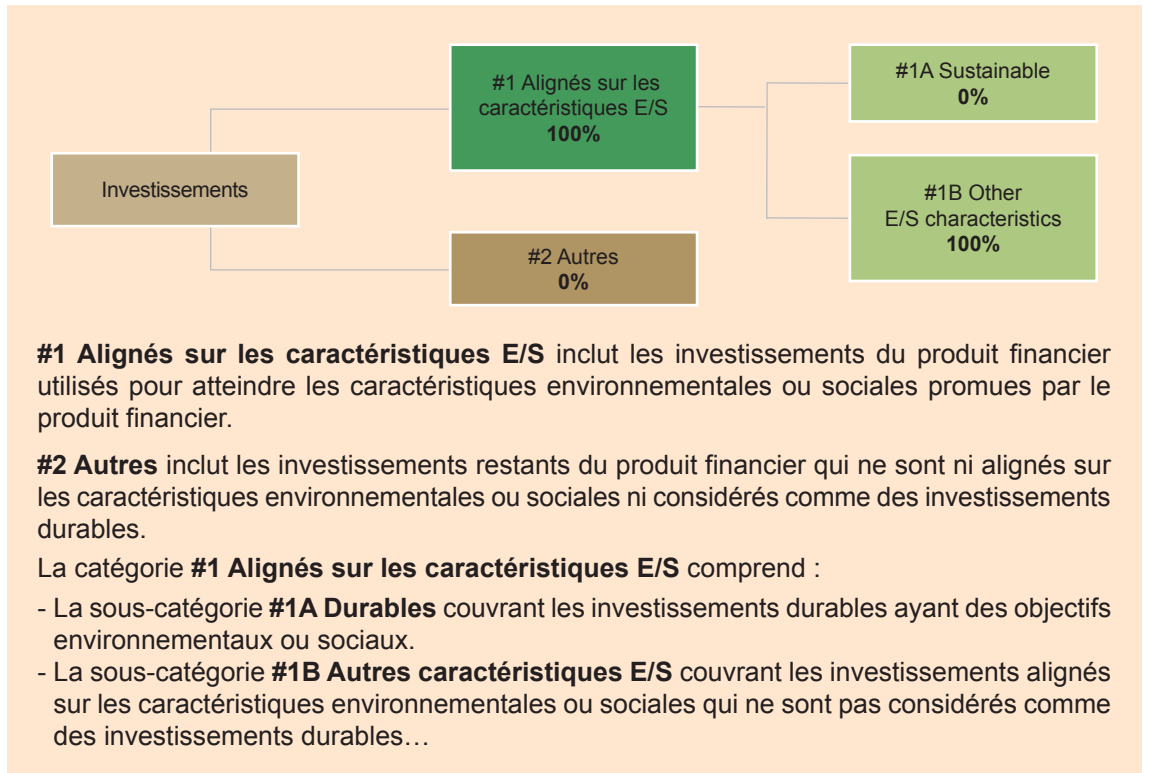 #1 Alignés sur les
caractéristiques E/S
100%
#1A Sustainable
0%
Investissements
#1B Other
E/S characteristics
100%
#2 Autres
0%
#1 Alignés sur les caractéristiques E/S inclut les investissements du produit financier
utilisés pour atteindre les caractéristiques environnementales ou sociales promues par le
produit financier.
#2 Autres inclut les investissements restants du produit financier qui ne sont ni alignés sur
les caractéristiques environnementales ou sociales ni considérés comme des investissements
durables.
La catégorie #1 Alignés sur les caractéristiques E/S comprend :
- La sous-catégorie #1A Durables couvrant les investissements durables ayant des objectifs
environnementaux ou sociaux.
- La sous-catégorie #1B Autres caractéristiques E/S couvrant les investissements alignés
sur les caractéristiques environnementales ou sociales qui ne sont pas considérés comme
des investissements durables…